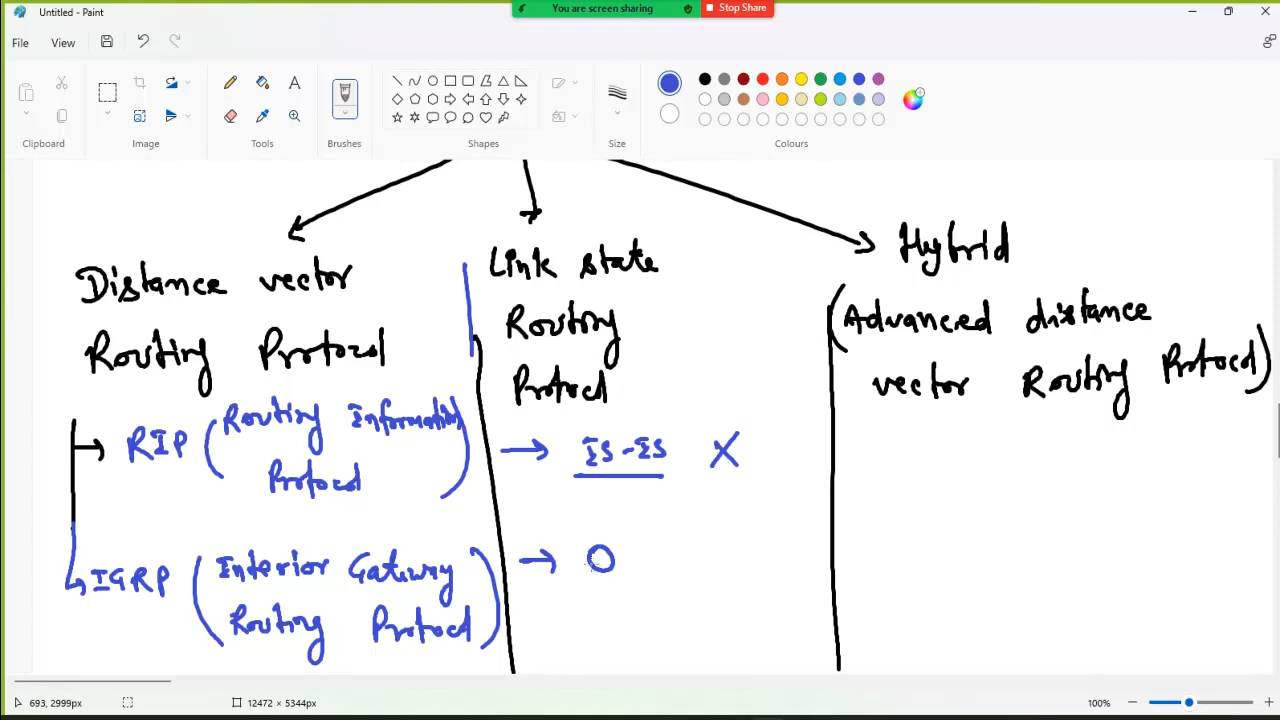 You are screen sharing
Stop Share
Untitled - Paint
File
View
Clipboard
Image
Tools
Brushes
Shapes
Size
Colours
Distance vector
Routing Protocol
RIP (Routing Information
Protocol)
IGRP (Interior Gateway
Routing Protocol)
Link state
Routing
Protocol
→ IS-IS X
→ O
Hybrid
(Advanced distance
vector Routing Protocol)
693, 2999px
12472 × 5344px
100%